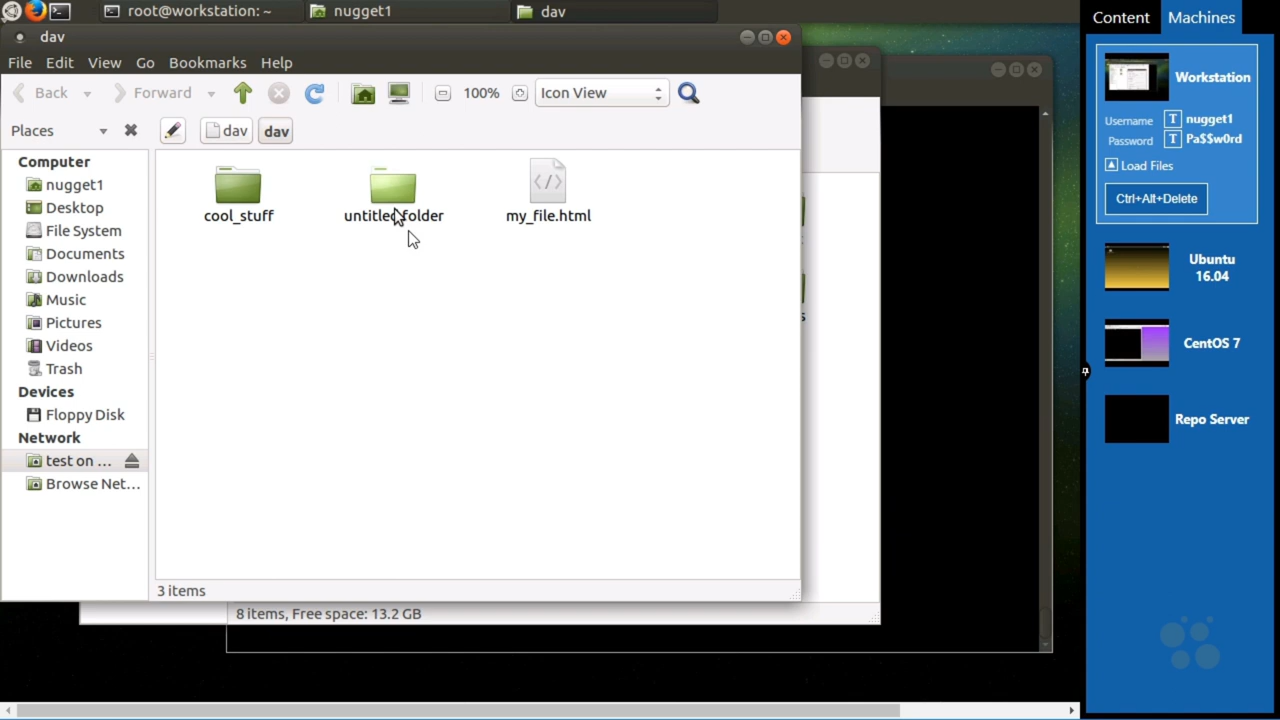 root@workstation: ~
nugget1
dav
dav
File Edit View Go Bookmarks Help
Back Forward 100% Icon View
Places dav dav
Computer
nugget1
Desktop
File System
Documents
Downloads
Music
Pictures
Videos
Trash
Devices
Floppy Disk
Network
test on ...
Browse Net...
cool_stuff
untitled folder
my_file.html
3 items
s
8 items, Free space: 13.2 GB
Content Machines
Workstation
Username T nugget1
Password T Pa$$w0rd
Load Files
Ctrl+Alt+Delete
Ubuntu
16.04
CentOS 7
Repo Server